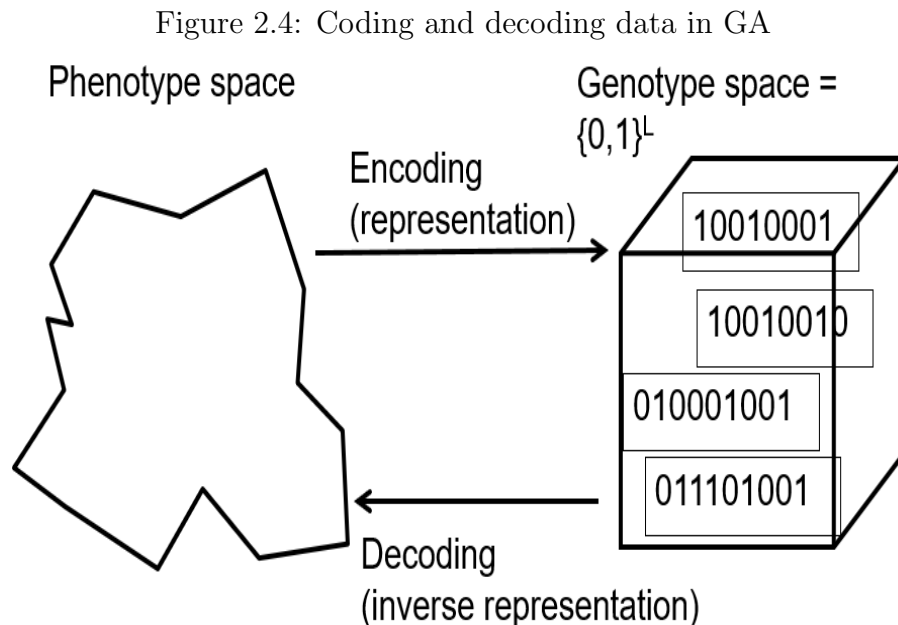 Figure 2.4: Coding and decoding data in GA
Phenotype space
Genotype space =
{0,1}^L
Encoding
(representation)
10010001
10010010
010001001
011101001
Decoding
(inverse representation)